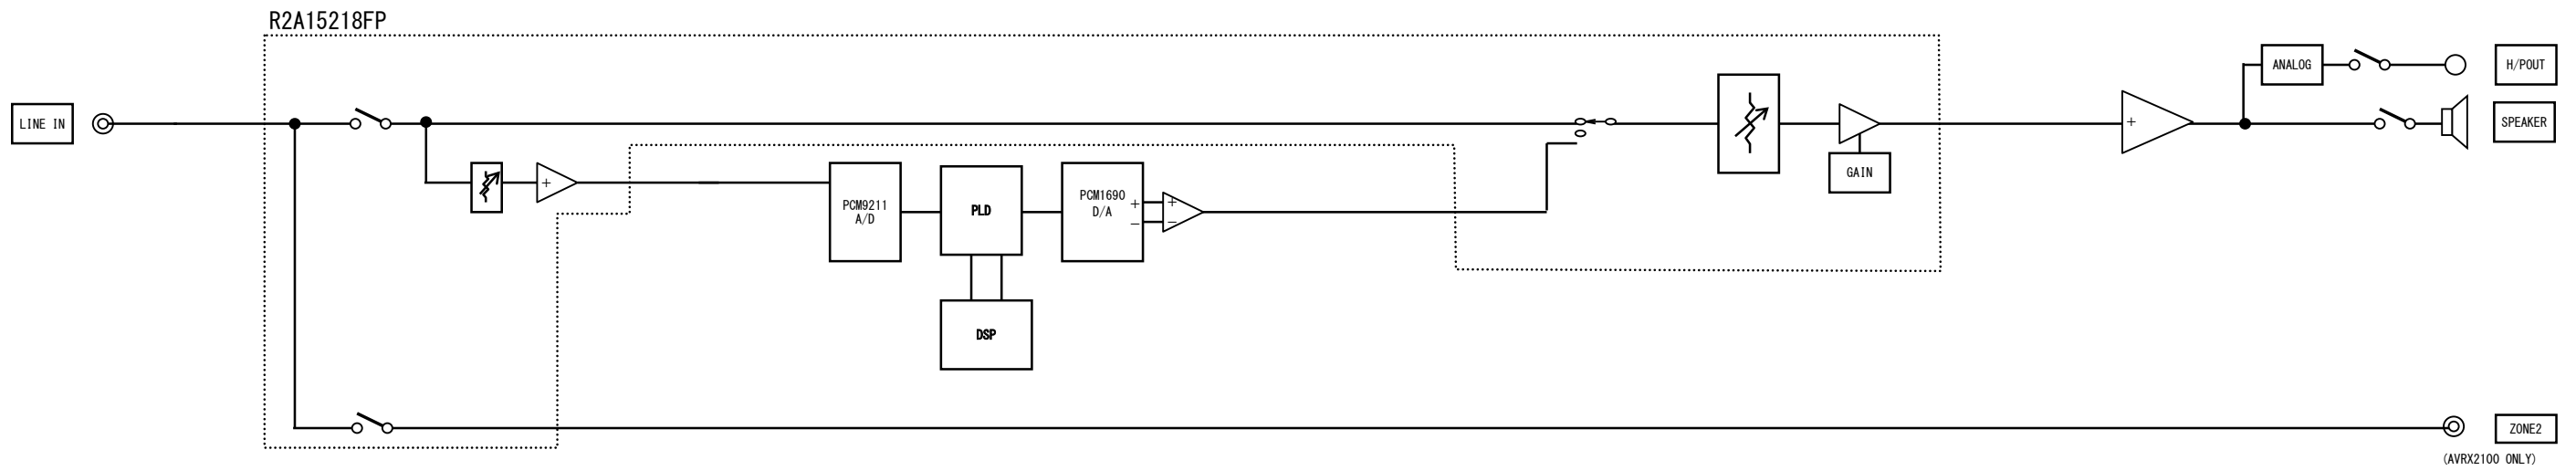 R2A15218FP
LINE IN
ANALOG
H/POUT
SPEAKER
+
GAIN
+
PCM9211
A/D
PLD
PCM1690
D/A
+
−
+
−
DSP
ZONE2
(AVRX2100 ONLY)